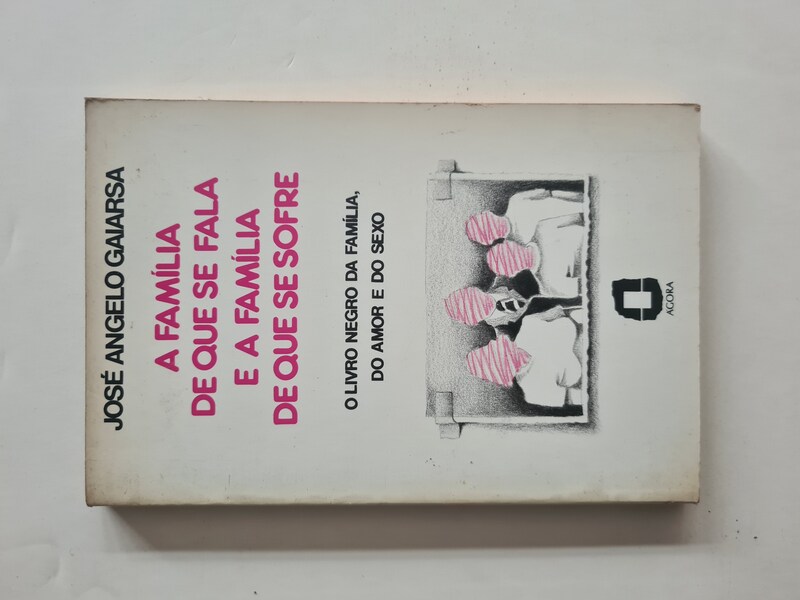 JOSÉ ANGELO GAIARSA
A FAMÍLIA
DE QUE SE FALA
E A FAMÍLIA
DE QUE SE SOFRE
O LIVRO NEGRO DA FAMÍLIA,
DO AMOR E DO SEXO
ÁGORA